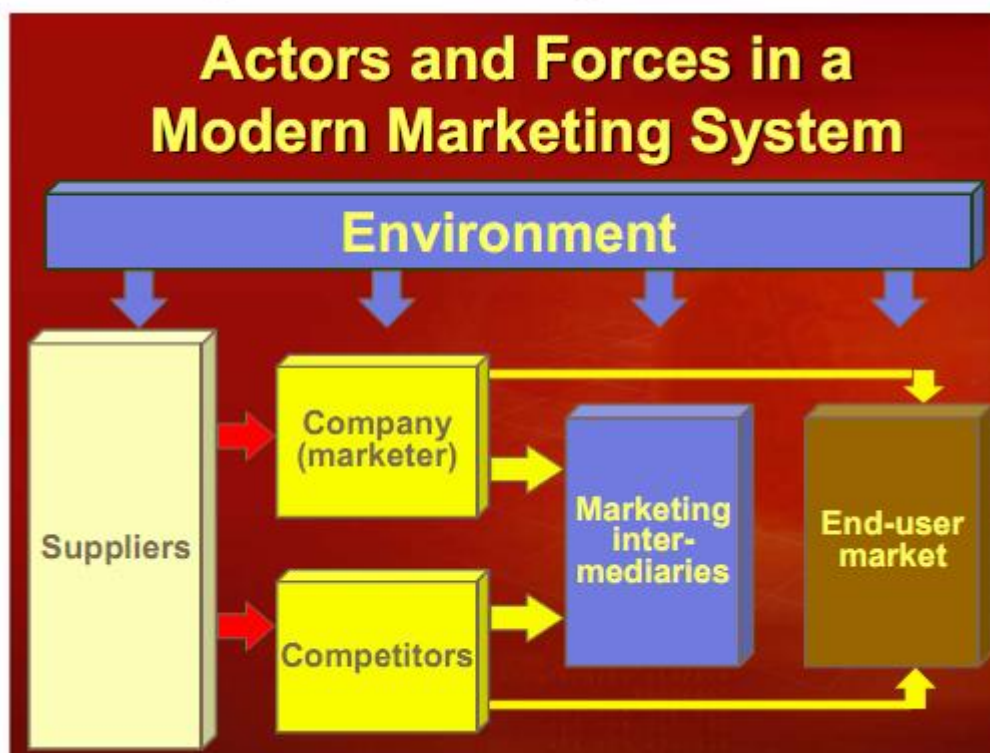 Actors and Forces in a
Modern Marketing System
Environment
Suppliers
Company
(marketer)
Competitors
Marketing
inter-
mediaries
End-user
market